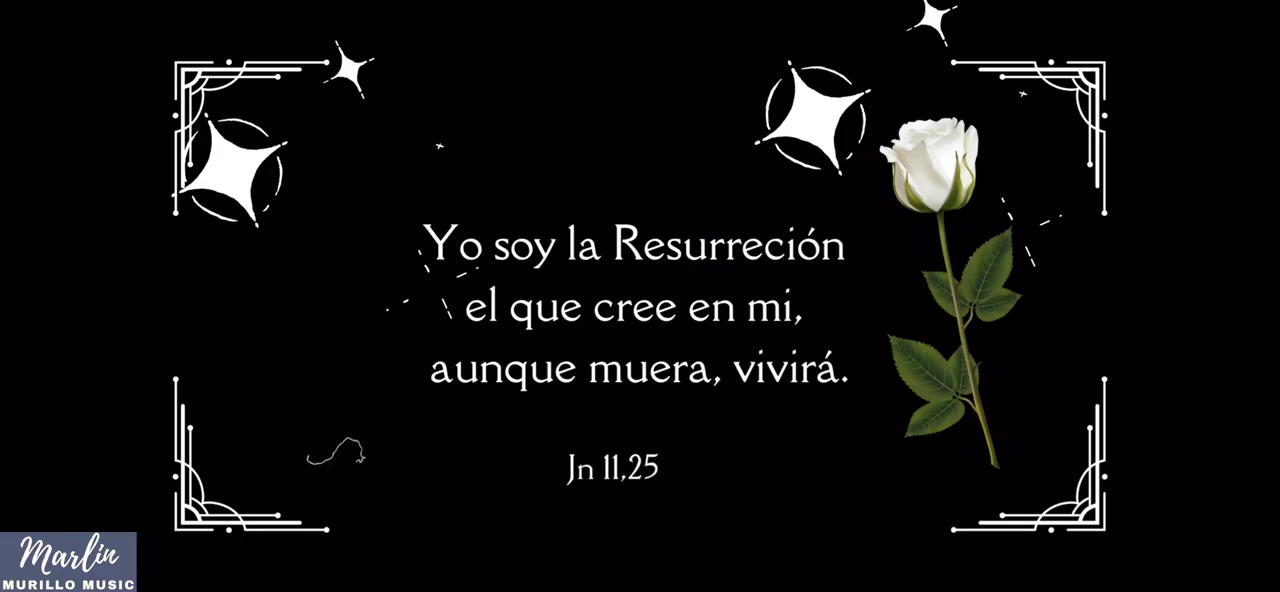 Yo soy la Resurreción
el que cree en mi,
aunque muera, vivirá.
Jn 11,25
Marlin
MURILLO MUSIC